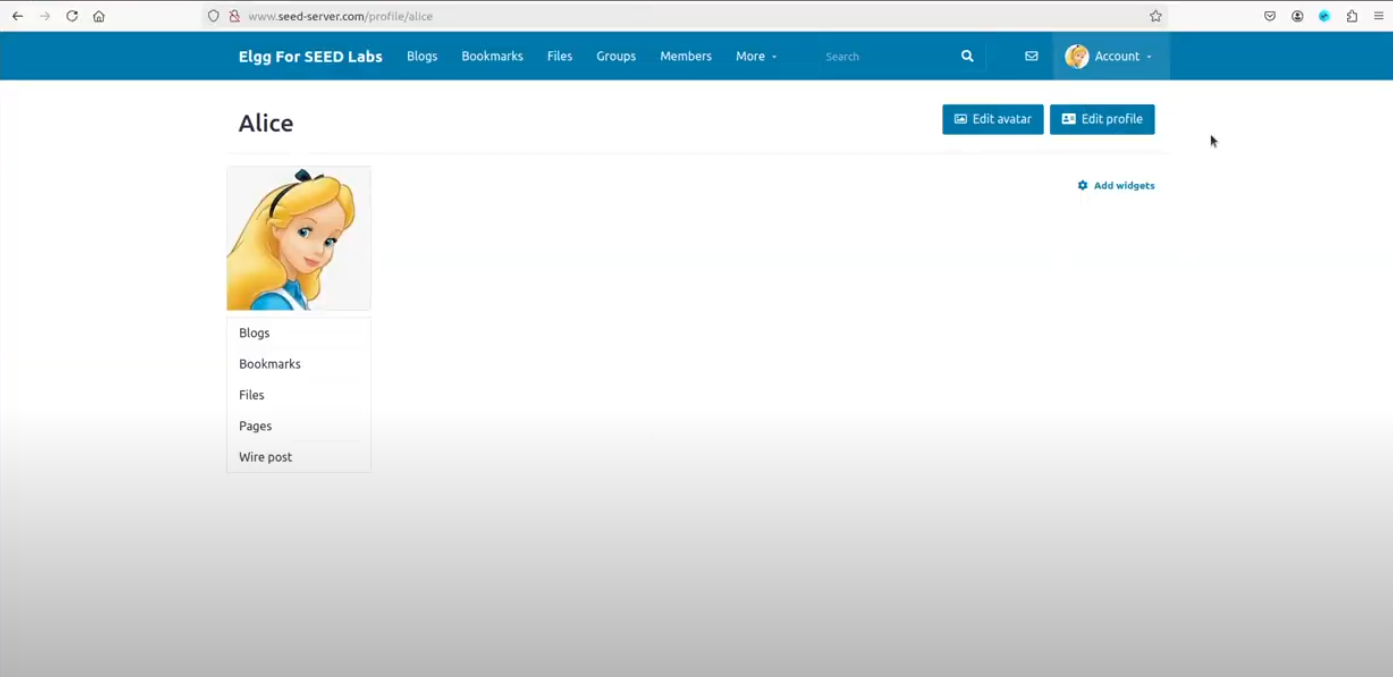 www.seed-server.com/profile/alice
Elgg For SEED Labs Blogs Bookmarks Files Groups Members More Search Account
Alice
Edit avatar Edit profile
Add widgets
Blogs
Bookmarks
Files
Pages
Wire post